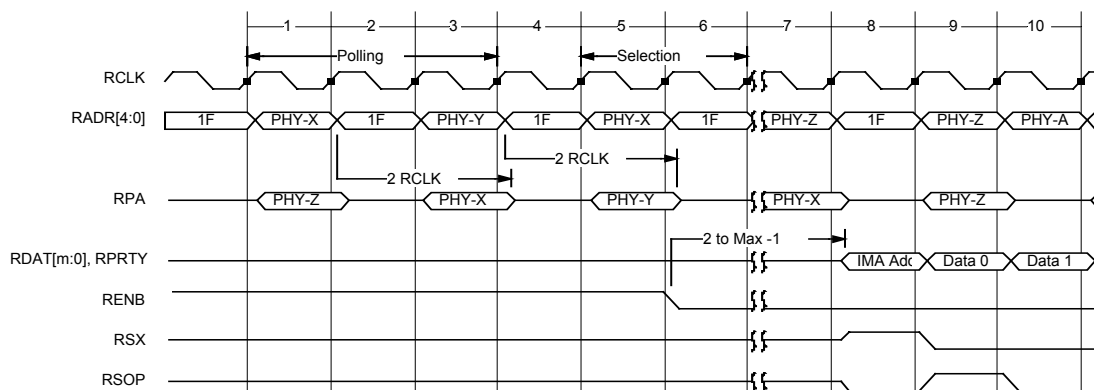 1 2 3 4 5 6 7 8 9 10
Polling Selection
RCLK
RADR[4:0] 1F PHY-X 1F PHY-Y 1F PHY-X 1F PHY-Z 1F PHY-Z PHY-A
2 RCLK
2 RCLK
RPA PHY-Z PHY-X PHY-Y PHY-X PHY-Z
2 to Max -1
RDAT[m:0], RPRTY IMA Adc Data 0 Data 1
RENB
RSX
RSOP